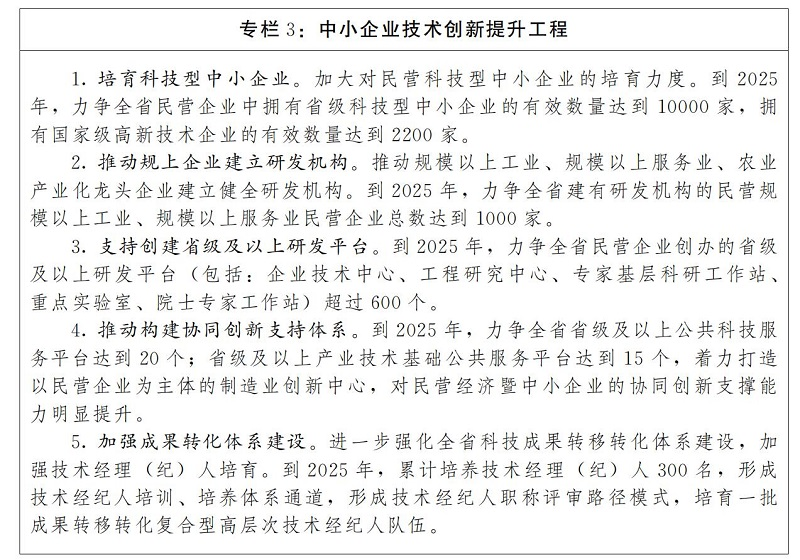 专栏 3：中小企业技术创新提升工程
1. 培育科技型中小企业。加大对民营科技型中小企业的培育力度。到 2025
年，力争全省民营企业中拥有省级科技型中小企业的有效数量达到 10000 家，拥
有国家级高新技术企业的有效数量达到 2200 家。
2. 推动规上企业建立研发机构。推动规模以上工业、规模以上服务业、农业
产业化龙头企业建立健全研发机构。到 2025 年，力争全省建有研发机构的民营规
模以上工业、规模以上服务业民营企业总数达到 1000 家。
3. 支持创建省级及以上研发平台。到 2025 年，力争全省民营企业创办的省级
及以上研发平台（包括：企业技术中心、工程研究中心、专家基层科研工作站、
重点实验室、院士专家工作站）超过 600 个。
4. 推动构建协同创新支持体系。到 2025 年，力争全省省级及以上公共科技服
务平台达到 20 个；省级及以上产业技术基础公共服务平台达到 15 个，着力打造
以民营企业为主体的制造业创新中心，对民营经济暨中小企业的协同创新支撑能
力明显提升。
5. 加强成果转化体系建设。进一步强化全省科技成果转移转化体系建设，加
强技术经理（纪）人培育。到 2025 年，累计培养技术经理（纪）人 300 名，形成
技术经纪人培训、培养体系通道，形成技术经纪人职称评审路径模式，培育一批
成果转移转化复合型高层次技术经纪人队伍。